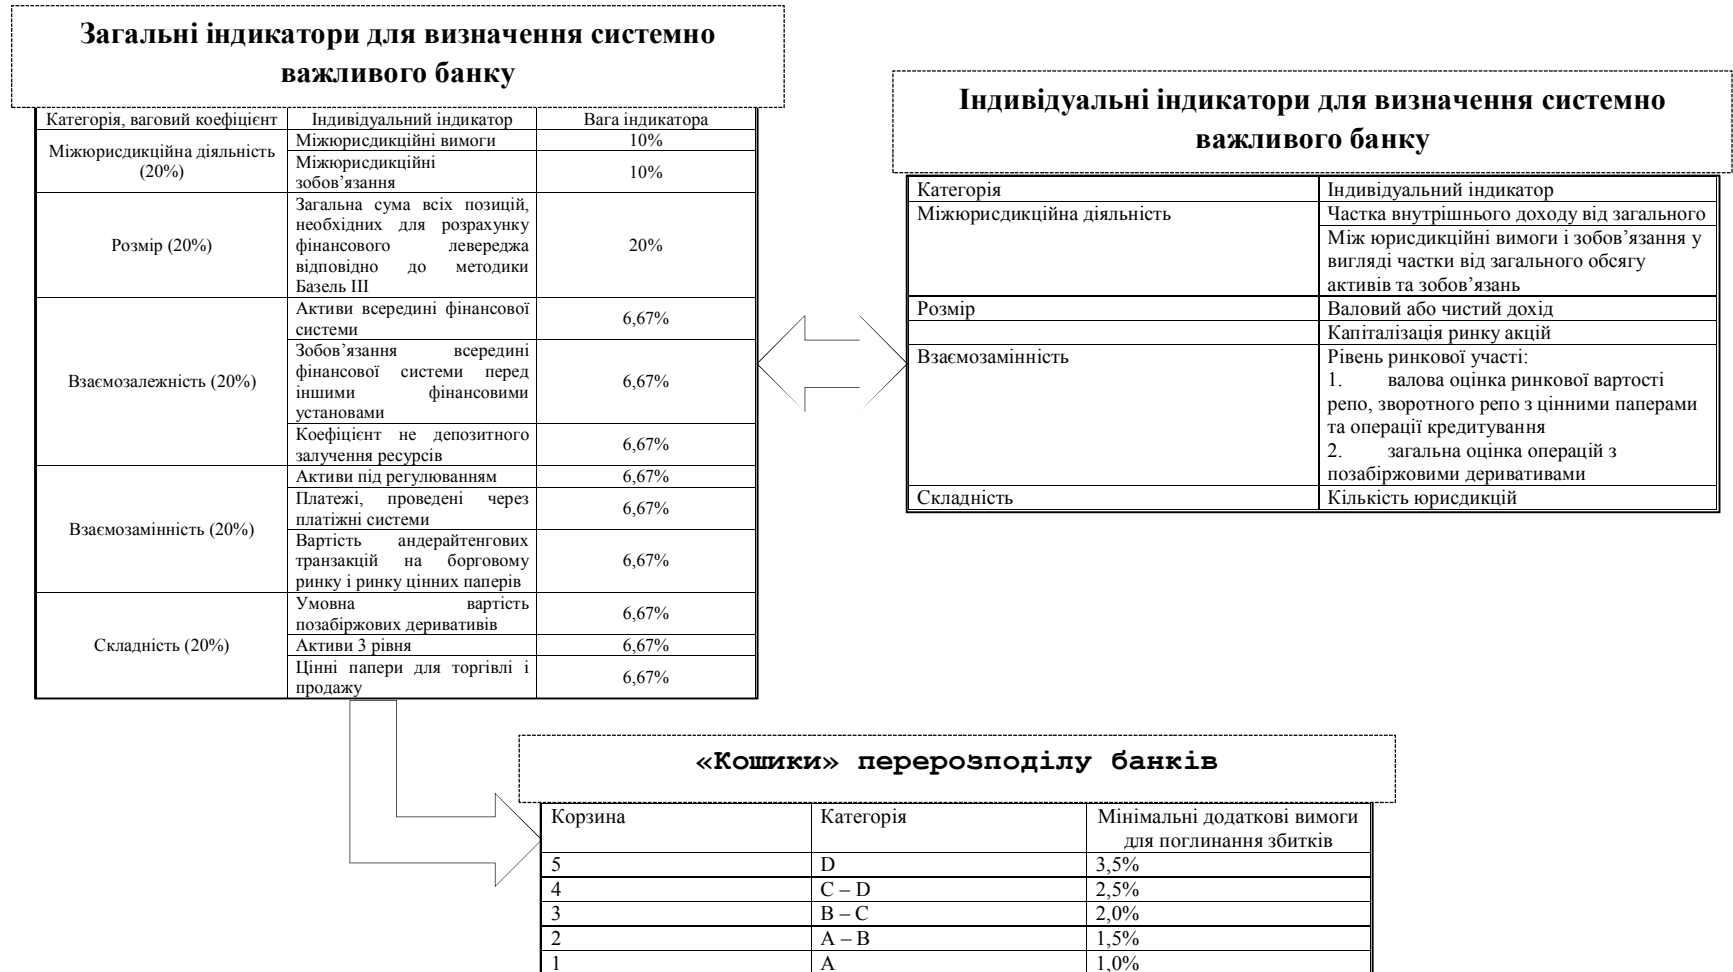 Загальні індикатори для визначення системно
важливого банку
Категорія, ваговий коефіцієнт Індивідуальний індикатор Вага індикатора
Міжюрисдикційна діяльність
(20%)
Міжюрисдикційні вимоги 10%
Міжюрисдикційні
зобов’язання
10%
Розмір (20%)
Загальна сума всіх позицій,
необхідних для розрахунку
фінансового левереджа
відповідно до методики
Базель III
20%
Взаємозалежність (20%)
Активи всередині фінансової
системи
6,67%
Зобов’язання всередині
фінансової системи перед
іншими фінансовими
установами
6,67%
Коефіцієнт не депозитного
залучення ресурсів
6,67%
Взаємозамінність (20%)
Активи під регулюванням 6,67%
Платежі, проведені через
платіжні системи
6,67%
Вартість андерайтенгових
транзакцій на борговому
ринку і ринку цінних паперів
6,67%
Складність (20%)
Умовна вартість
позабіржових деривативів
6,67%
Активи 3 рівня 6,67%
Цінні папери для торгівлі і
продажу
6,67%
Індивідуальні індикатори для визначення системно
важливого банку
Категорія Індивідуальний індикатор
Міжюрисдикційна діяльність Частка внутрішнього доходу від загального
Між юрисдикційні вимоги і зобов’язання у
вигляді частки від загального обсягу
активів та зобов’язань
Розмір Валовий або чистий дохід
Капіталізація ринку акцій
Взаємозамінність Рівень ринкової участі:
1. валова оцінка ринкової вартості
репо, зворотного репо з цінними паперами
та операції кредитування
2. загальна оцінка операцій з
позабіржовими деривативами
Складність Кількість юрисдикцій
«Кошики» перерозподілу банків
Корзина Категорія Мінімальні додаткові вимоги
для поглинання збитків
5 D 3,5%
4 C – D 2,5%
3 B – C 2,0%
2 A – B 1,5%
1 A 1,0%